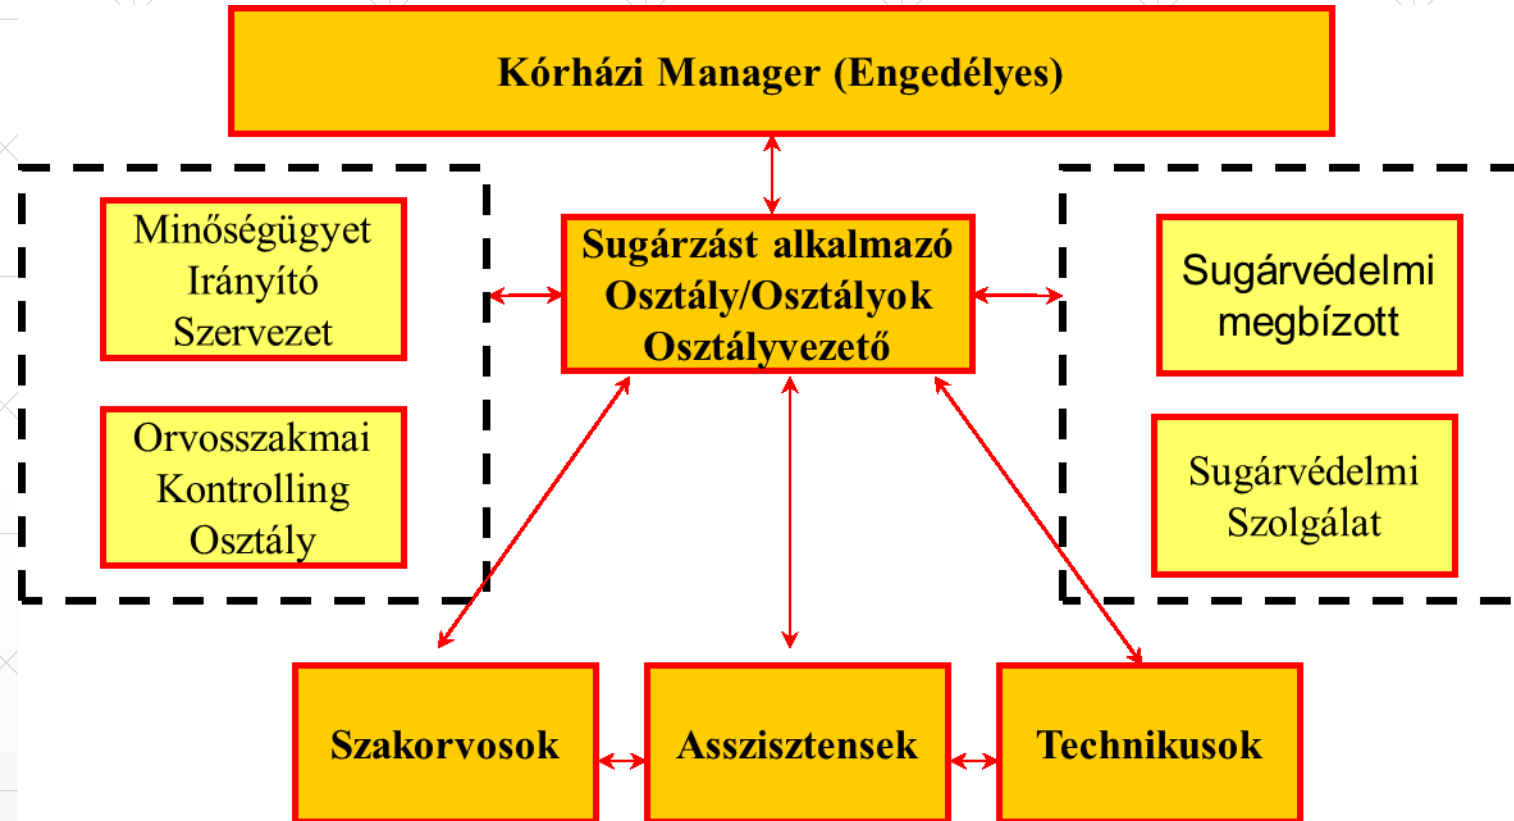 Kórházi Manager (Engedélyes)
Minőségügyet
Irányító
Szervezet
Orvosszakmai
Kontrolling
Osztály
Sugárzást alkalmazó
Osztály/Osztályok
Osztályvezető
Sugárvédelmi
megbízott
Sugárvédelmi
Szolgálat
Szakorvosok
Asszisztensek
Technikusok